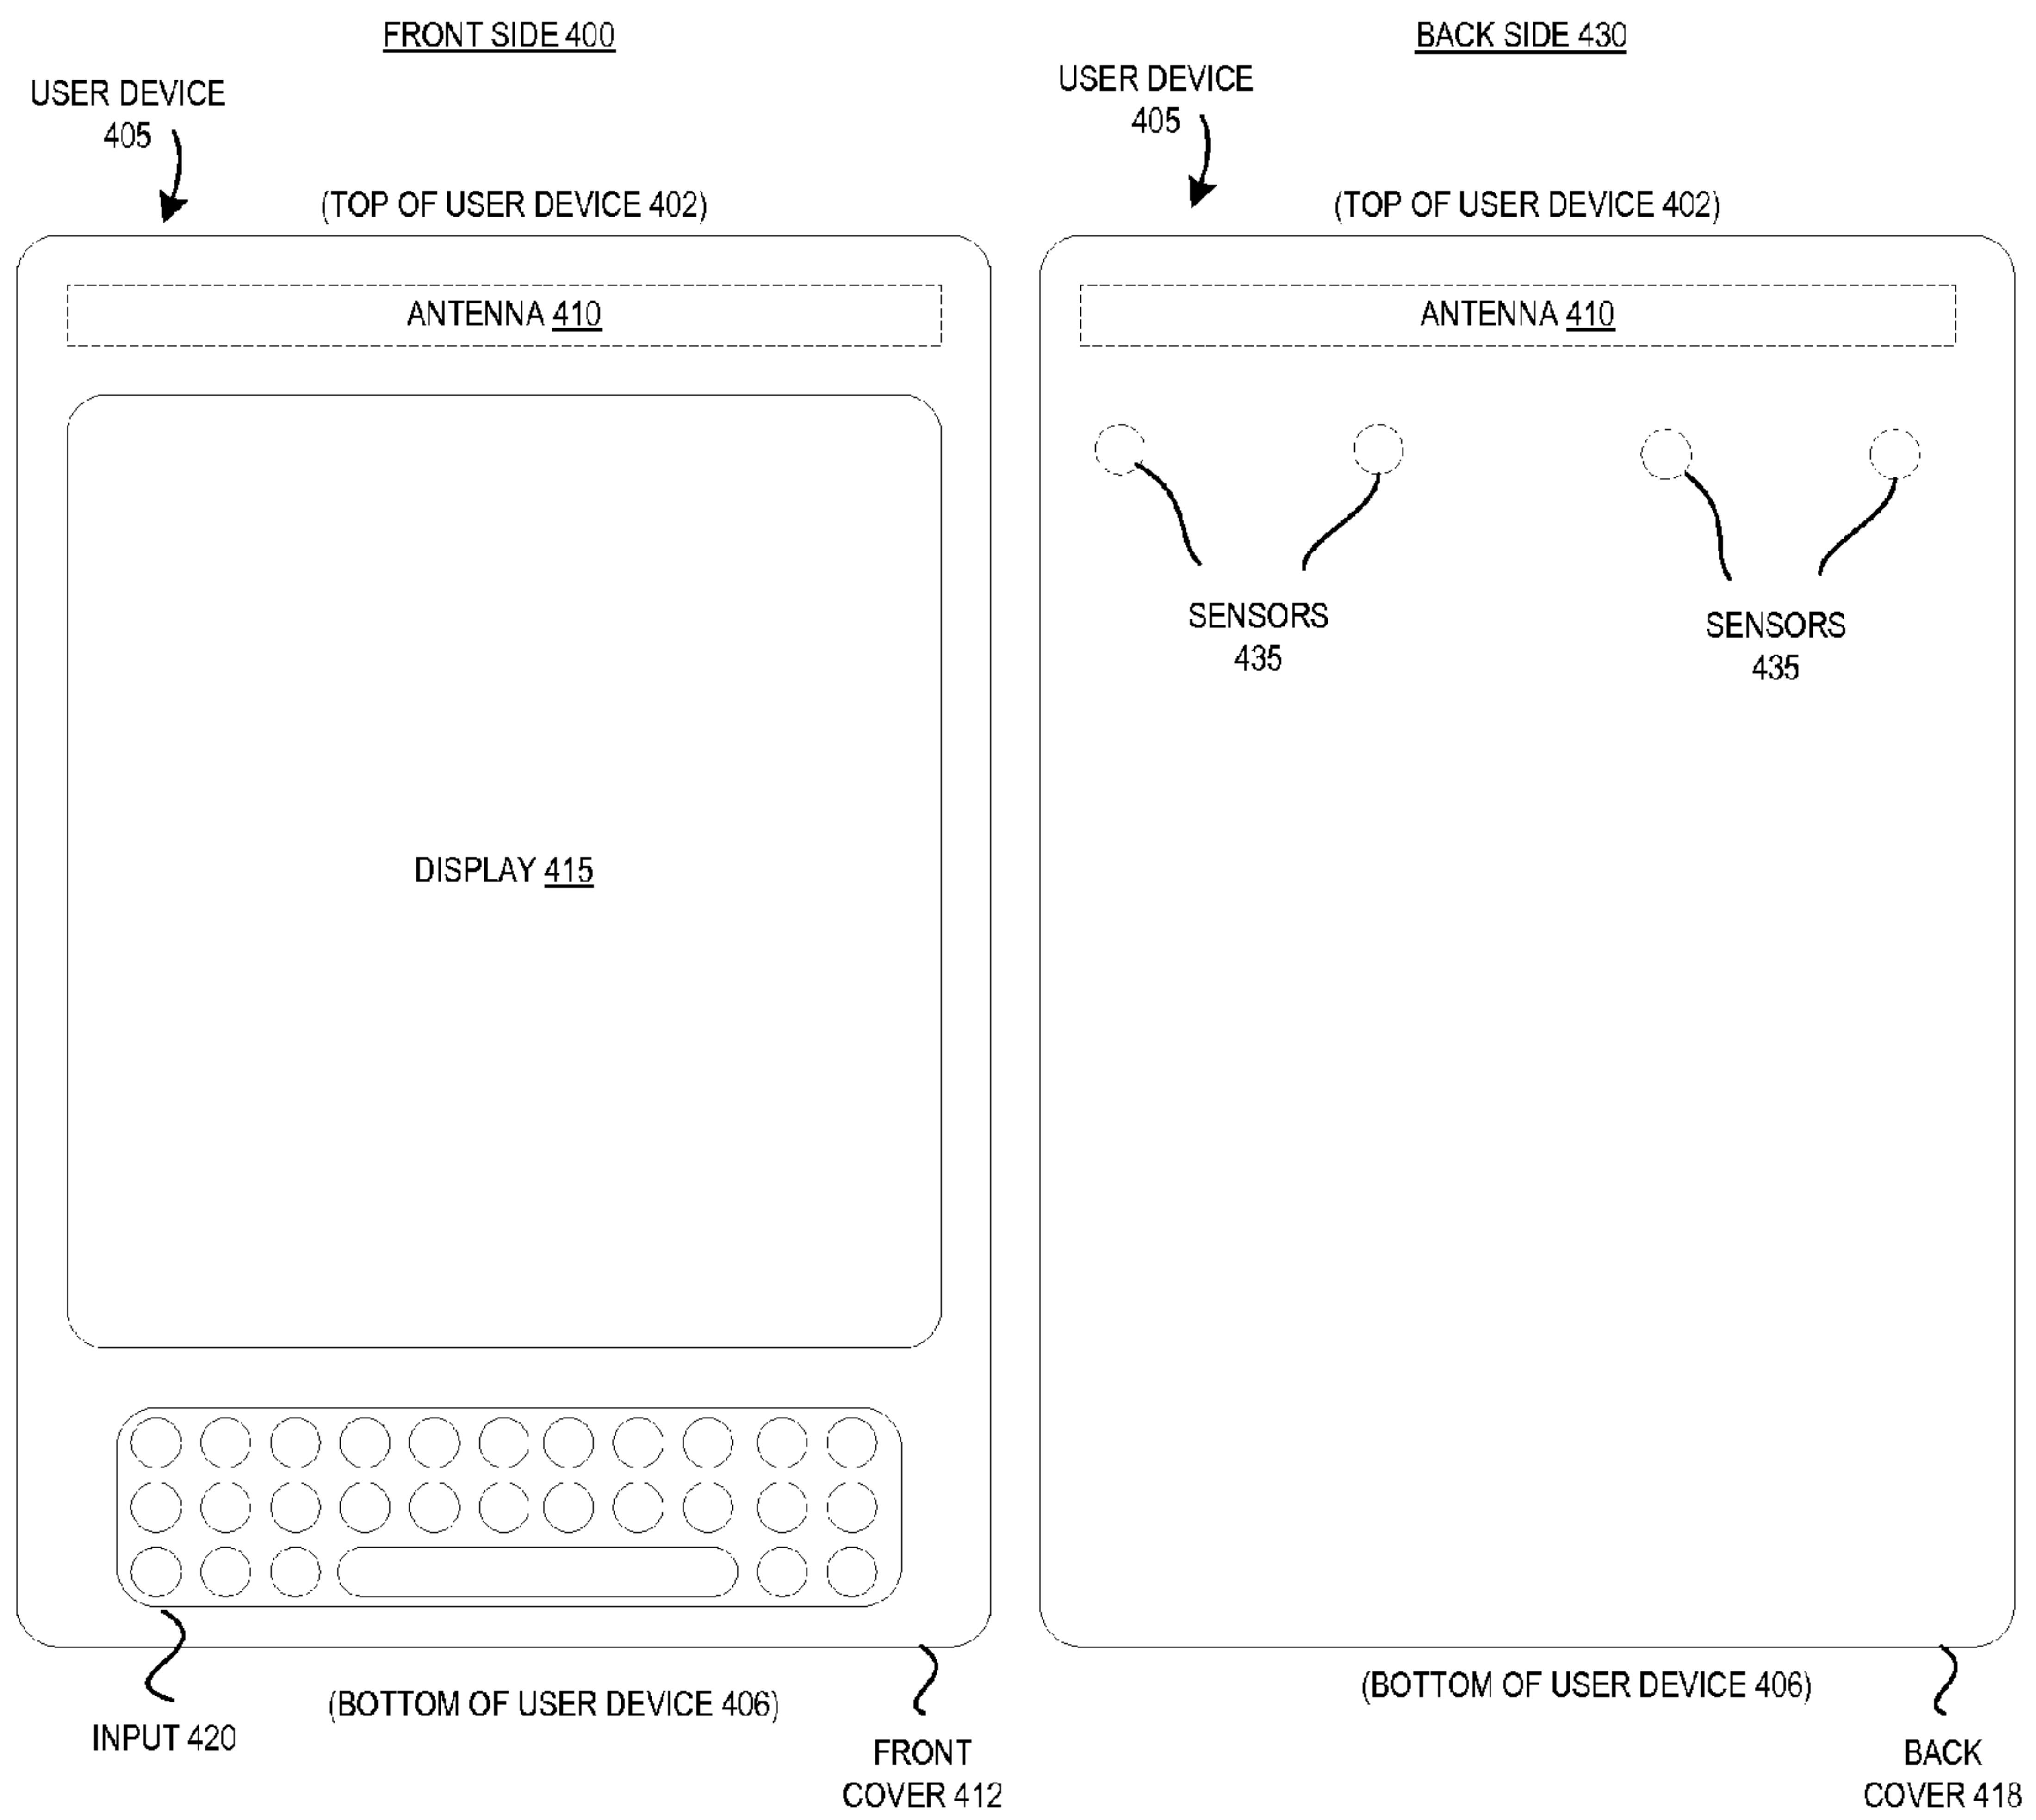 FRONT SIDE 400
USER DEVICE
405
(TOP OF USER DEVICE 402)
ANTENNA 410
DISPLAY 415
INPUT 420
(BOTTOM OF USER DEVICE 406)
FRONT
COVER 412
BACK SIDE 430
USER DEVICE
405
(TOP OF USER DEVICE 402)
ANTENNA 410
SENSORS
435
SENSORS
435
(BOTTOM OF USER DEVICE 406)
BACK
COVER 418